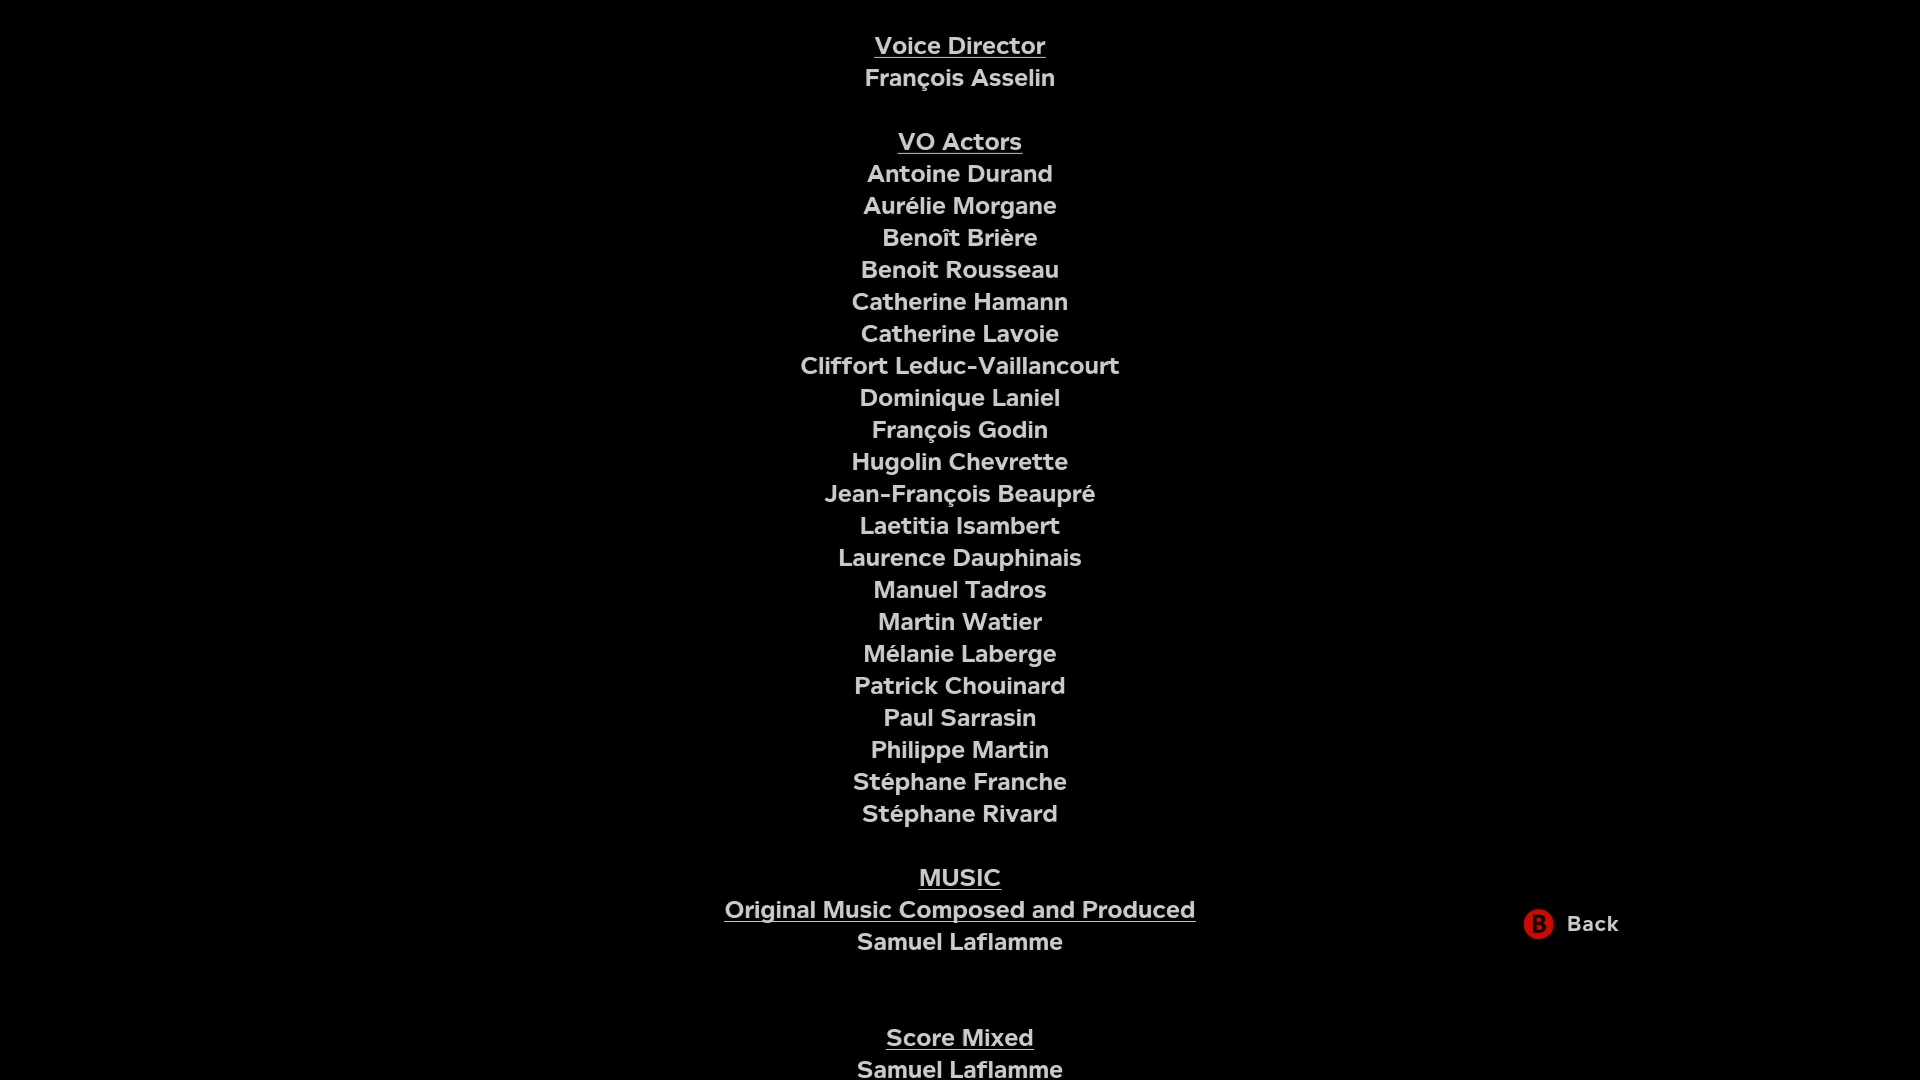 Voice Director
François Asselin
VO Actors
Antoine Durand
Aurélie Morgane
Benoît Brière
Benoit Rousseau
Catherine Hamann
Catherine Lavoie
Cliffort Leduc-Vaillancourt
Dominique Laniel
François Godin
Hugolin Chevrette
Jean-François Beaupré
Laetitia Isambert
Laurence Dauphinais
Manuel Tadros
Martin Watier
Mélanie Laberge
Patrick Chouinard
Paul Sarrasin
Philippe Martin
Stéphane Franche
Stéphane Rivard
MUSIC
Original Music Composed and Produced
Samuel Laflamme
B Back
Score Mixed
Samuel Laflamme